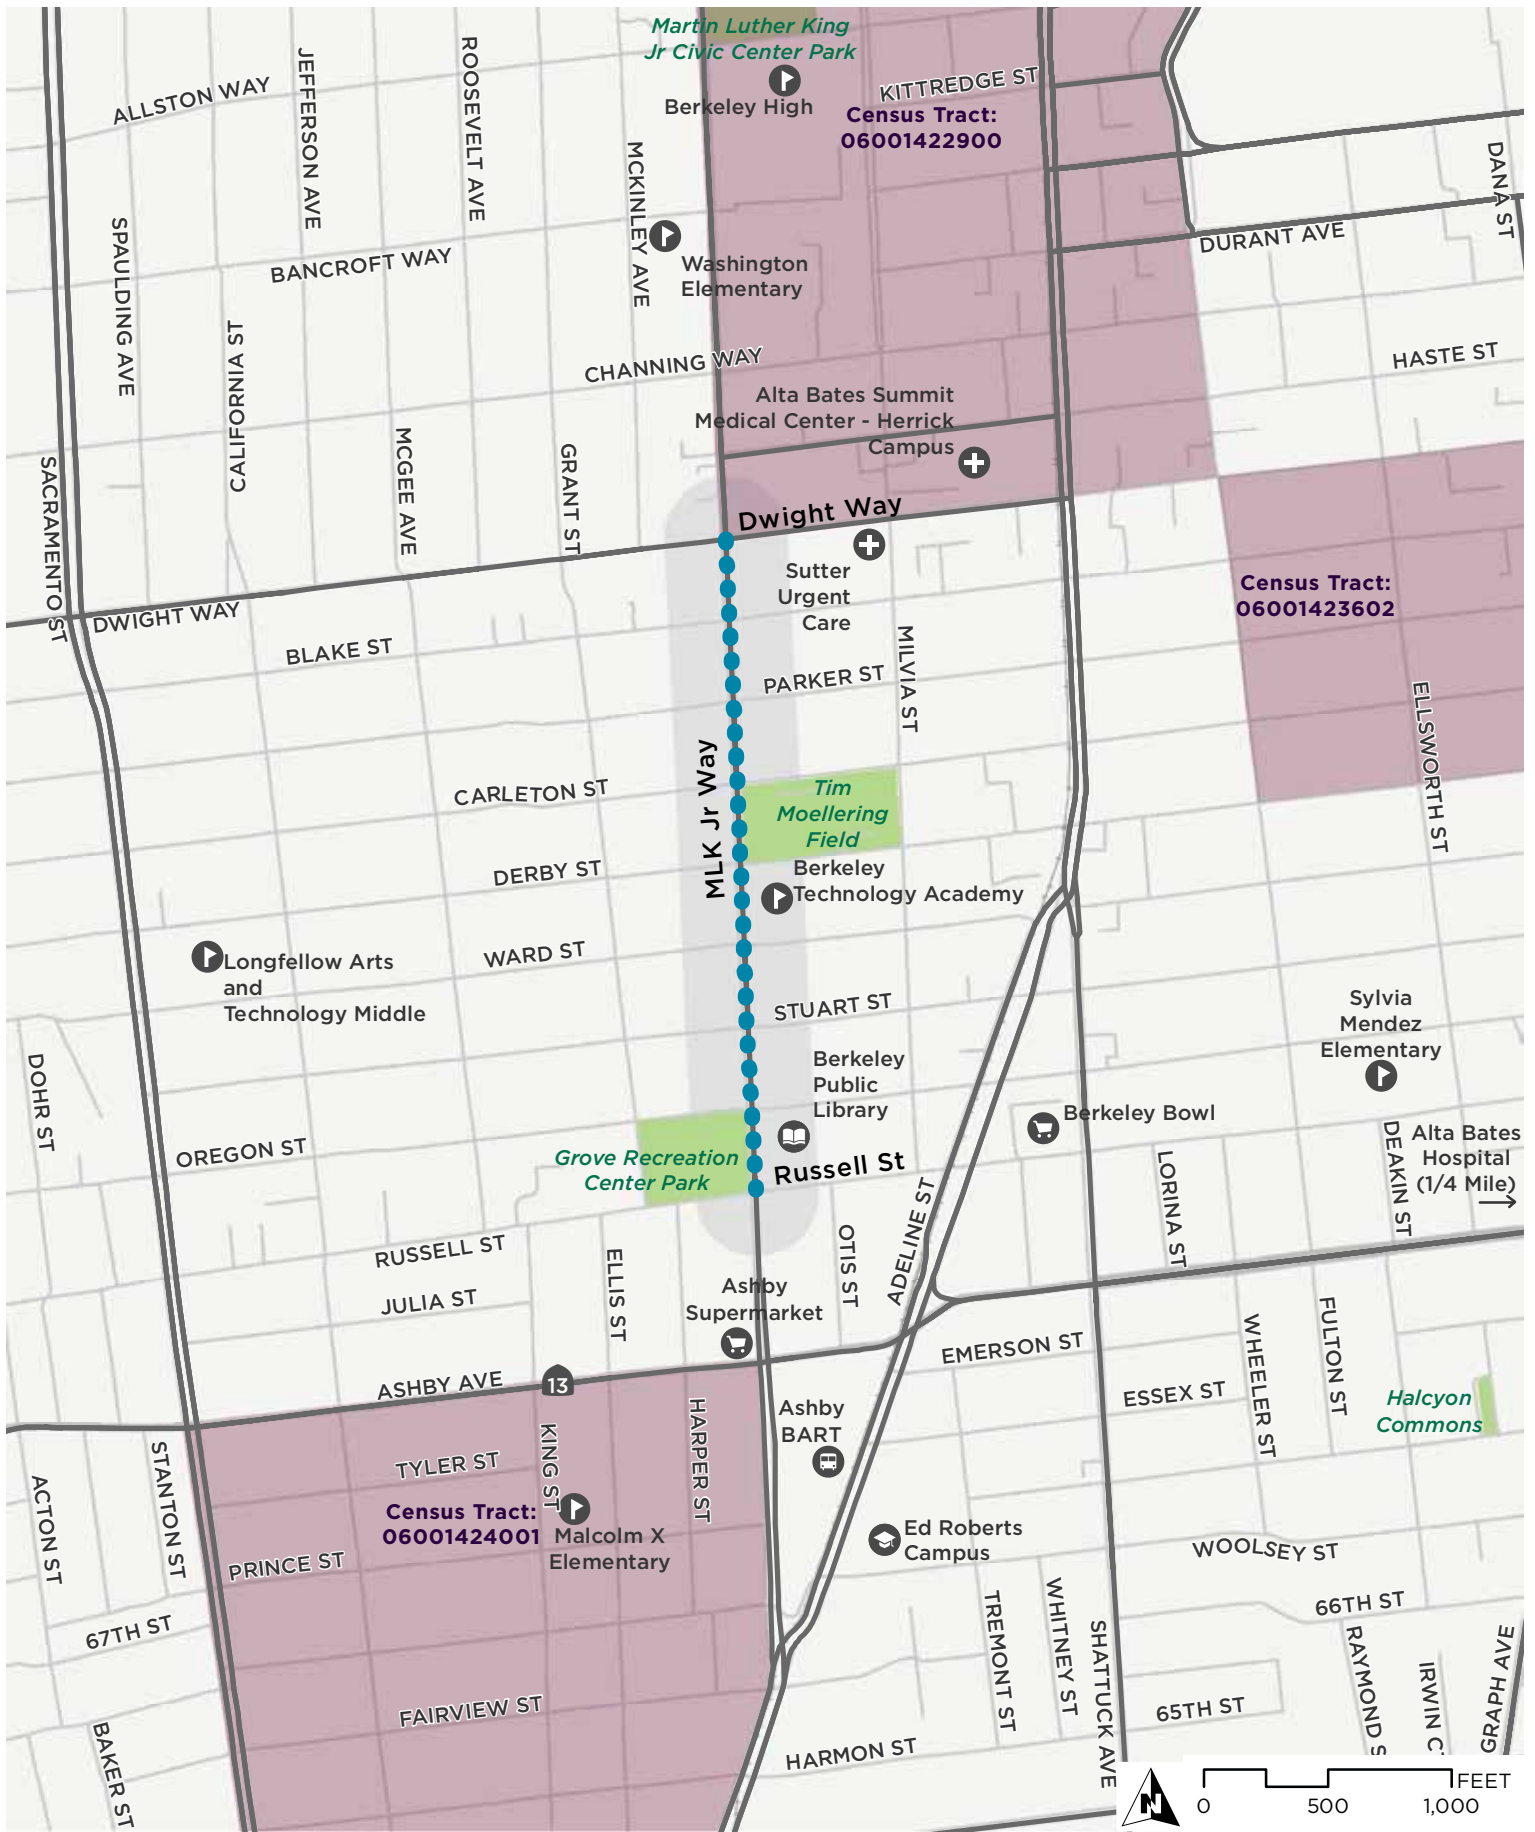 Martin Luther King
Jr Civic Center Park
Berkeley High
KITTREDGE ST
Census Tract:
06001422900
ALLSTON WAY
JEFFERSON AVE
ROOSEVELT AVE
MCKINLEY AVE
DANA ST
SPAULDING AVE
BANCROFT WAY
Washington
Elementary
DURANT AVE
CALIFORNIA ST
CHANNING WAY
HASTE ST
Alta Bates Summit
Medical Center - Herrick
Campus
SACRAMENTO ST
MCGEE AVE
GRANT ST
Dwight Way
Sutter
Urgent
Care
Census Tract:
06001423602
DWIGHT WAY
BLAKE ST
MILVIA ST
PARKER ST
ELLSWORTH ST
MLK Jr Way
CARLETON ST
Tim
Moellering
Field
DERBY ST
Berkeley
Technology Academy
WARD ST
Longfellow Arts
and
Technology Middle
STUART ST
Sylvia
Mendez
Elementary
DOHR ST
Berkeley
Public
Library
Berkeley Bowl
OREGON ST
Grove Recreation
Center Park
Russell St
LORINA ST
DEAKIN ST
Alta Bates
Hospital
(1/4 Mile)
ADELINE ST
RUSSELL ST
ELLIS ST
OTIS ST
JULIA ST
Ashby
Supermarket
EMERSON ST
WHEELER ST
FULTON ST
ASHBY AVE
13
ESSEX ST
Halcyon
Commons
HARPER ST
Ashby
BART
KING ST
TYLER ST
STANTON ST
ACTON ST
Census Tract:
06001424001
Malcolm X
Elementary
Ed Roberts
Campus
PRINCE ST
WOOLSEY ST
66TH ST
67TH ST
TREMONT ST
WHITNEY ST
SHATTUCK AVE
RAYMOND S
IRWIN C
GRAPH AVE
FAIRVIEW ST
65TH ST
BAKER ST
HARMON ST
N
FEET
0 500 1,000